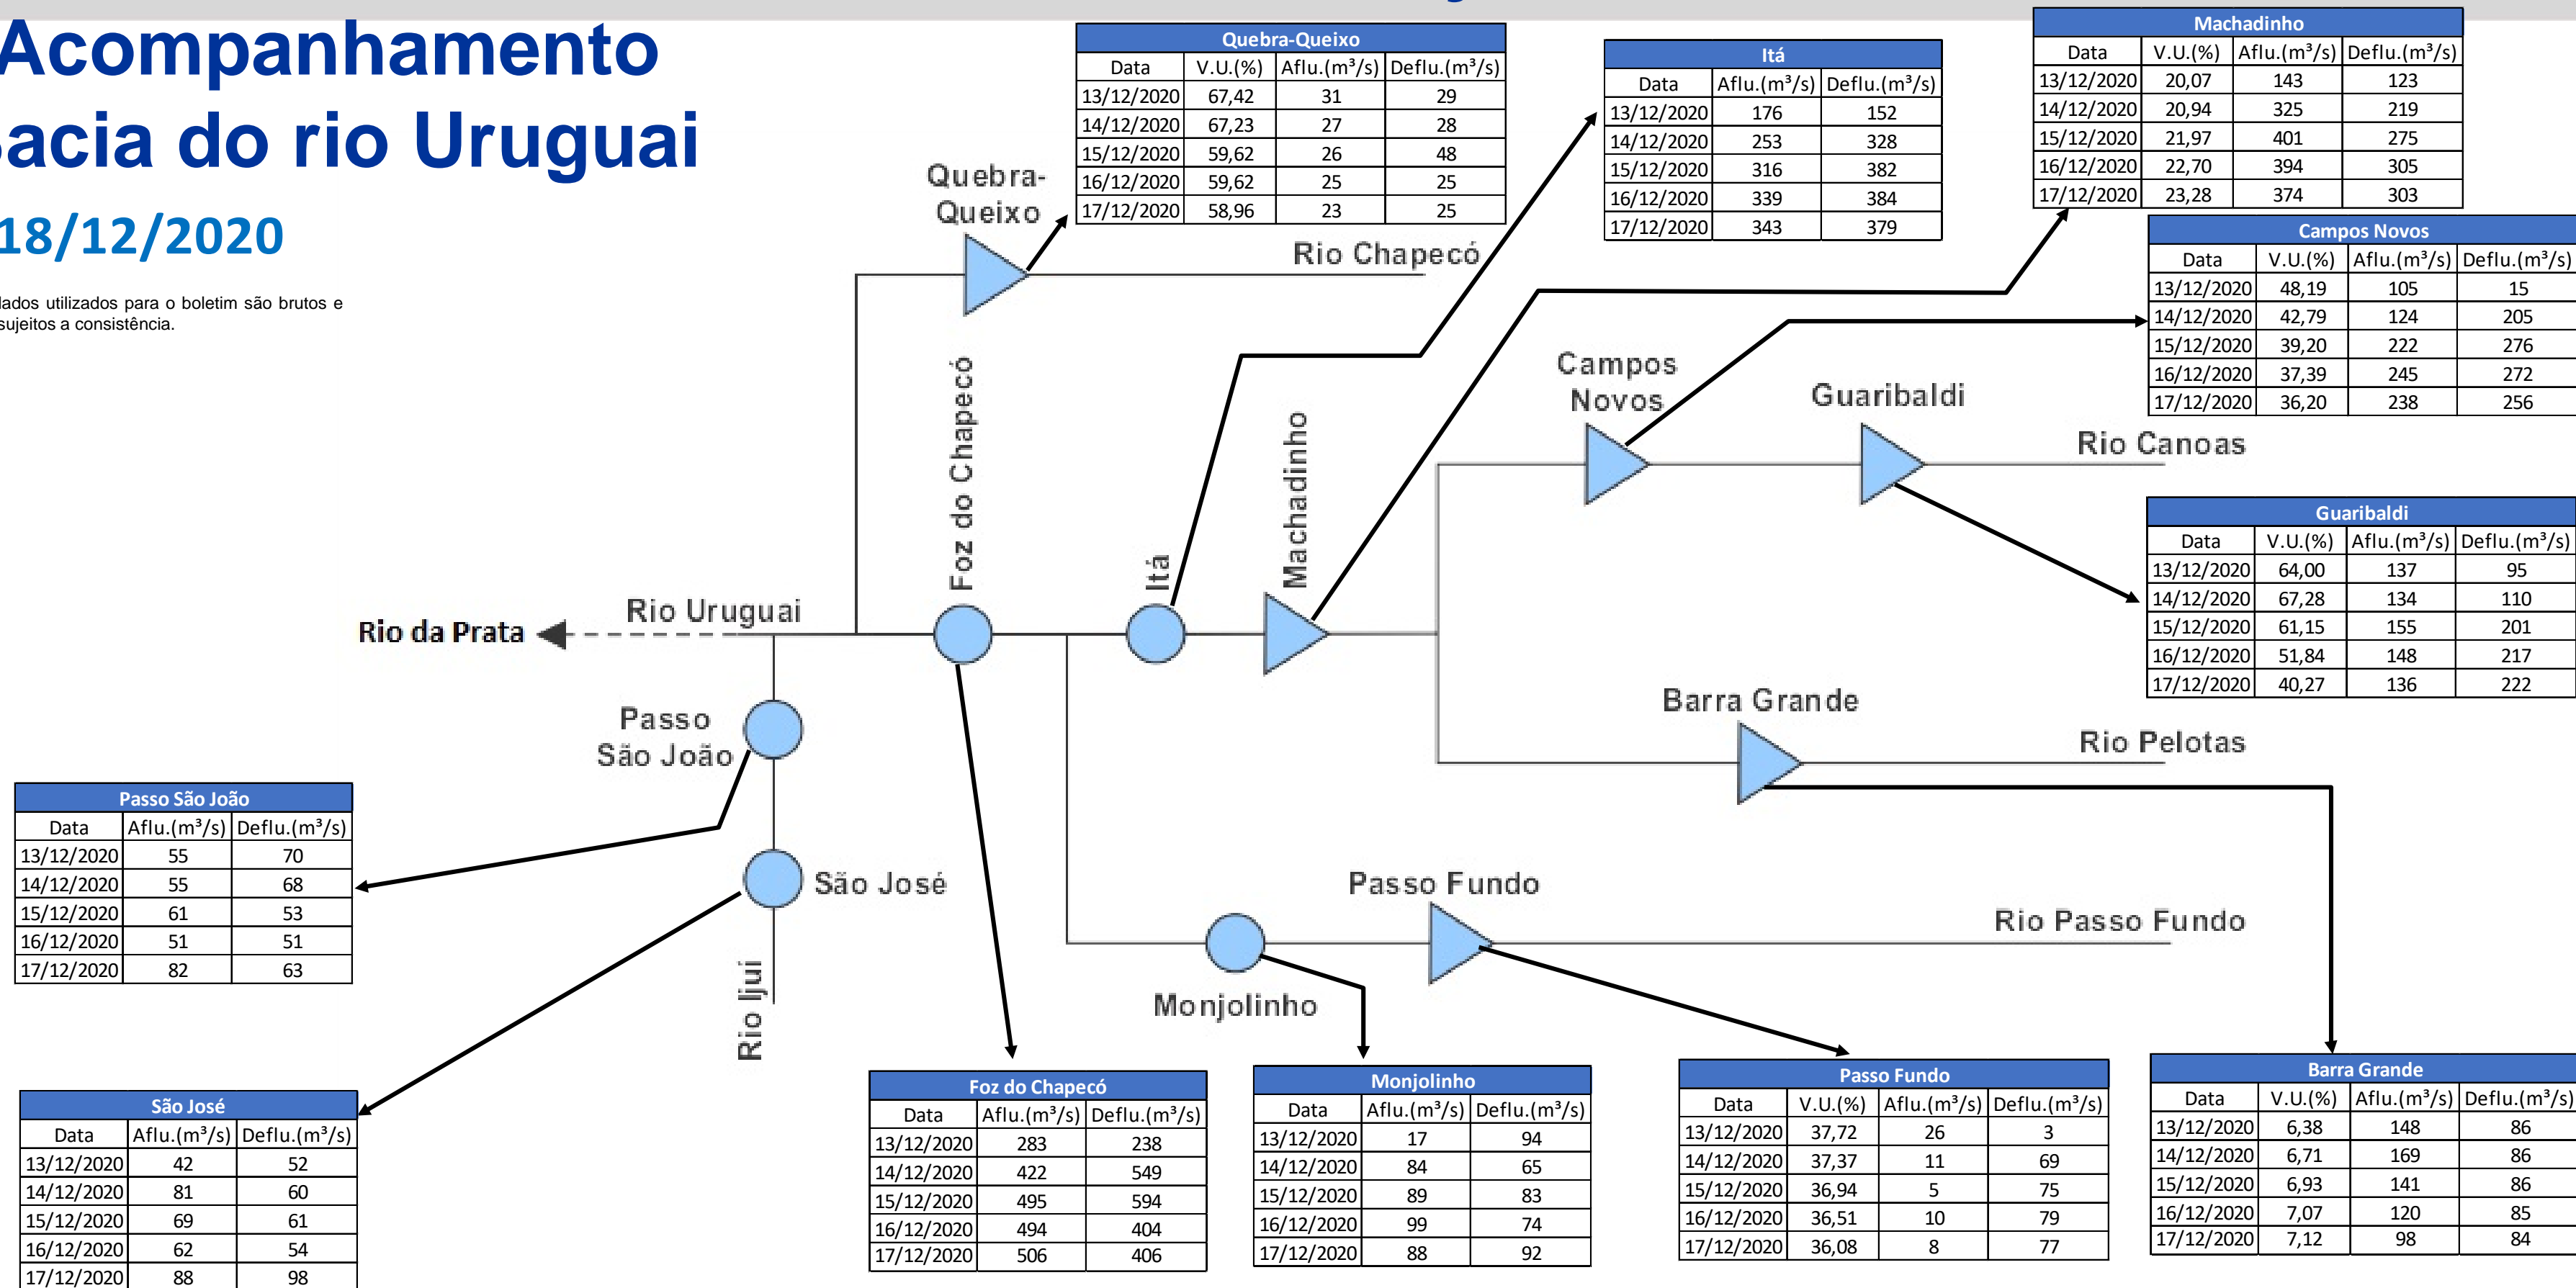 Acompanhamento
Bacia do rio Uruguai
18/12/2020
dados utilizados para o boletim são brutos e
sujeitos a consistência.
Quebra-Queixo
Data V.U.(%) Aflu.(m³/s) Deflu.(m³/s)
13/12/2020 67,42 31 29
14/12/2020 67,23 27 28
15/12/2020 59,62 26 48
16/12/2020 59,62 25 25
17/12/2020 58,96 23 25
Itá
Data Aflu.(m³/s) Deflu.(m³/s)
13/12/2020 176 152
14/12/2020 253 328
15/12/2020 316 382
16/12/2020 339 384
17/12/2020 343 379
Machadinho
Data V.U.(%) Aflu.(m³/s) Deflu.(m³/s)
13/12/2020 20,07 143 123
14/12/2020 20,94 325 219
15/12/2020 21,97 401 275
16/12/2020 22,70 394 305
17/12/2020 23,28 374 303
Campos Novos
Data V.U.(%) Aflu.(m³/s) Deflu.(m³/s)
13/12/2020 48,19 105 15
14/12/2020 42,79 124 205
15/12/2020 39,20 222 276
16/12/2020 37,39 245 272
17/12/2020 36,20 238 256
Guaribaldi
Data V.U.(%) Aflu.(m³/s) Deflu.(m³/s)
13/12/2020 64,00 137 95
14/12/2020 67,28 134 110
15/12/2020 61,15 155 201
16/12/2020 51,84 148 217
17/12/2020 40,27 136 222
Quebra-
Queixo
Rio Chapecó
Foz do Chapecó
Itá
Machadinho
Campos
Novos
Guaribaldi
Rio Canoas
Rio da Prata
Rio Uruguai
Passo
São João
Barra Grande
Rio Pelotas
São José
Rio Ijuí
Passo Fundo
Rio Passo Fundo
Monjolinho
Passo São João
Data Aflu.(m³/s) Deflu.(m³/s)
13/12/2020 55 70
14/12/2020 55 68
15/12/2020 61 53
16/12/2020 51 51
17/12/2020 82 63
São José
Data Aflu.(m³/s) Deflu.(m³/s)
13/12/2020 42 52
14/12/2020 81 60
15/12/2020 69 61
16/12/2020 62 54
17/12/2020 88 98
Foz do Chapecó
Data Aflu.(m³/s) Deflu.(m³/s)
13/12/2020 283 238
14/12/2020 422 549
15/12/2020 495 594
16/12/2020 494 404
17/12/2020 506 406
Monjolinho
Data Aflu.(m³/s) Deflu.(m³/s)
13/12/2020 17 94
14/12/2020 84 65
15/12/2020 89 83
16/12/2020 99 74
17/12/2020 88 92
Passo Fundo
Data V.U.(%) Aflu.(m³/s) Deflu.(m³/s)
13/12/2020 37,72 26 3
14/12/2020 37,37 11 69
15/12/2020 36,94 5 75
16/12/2020 36,51 10 79
17/12/2020 36,08 8 77
Barra Grande
Data V.U.(%) Aflu.(m³/s) Deflu.(m³/s)
13/12/2020 6,38 148 86
14/12/2020 6,71 169 86
15/12/2020 6,93 141 86
16/12/2020 7,07 120 85
17/12/2020 7,12 98 84